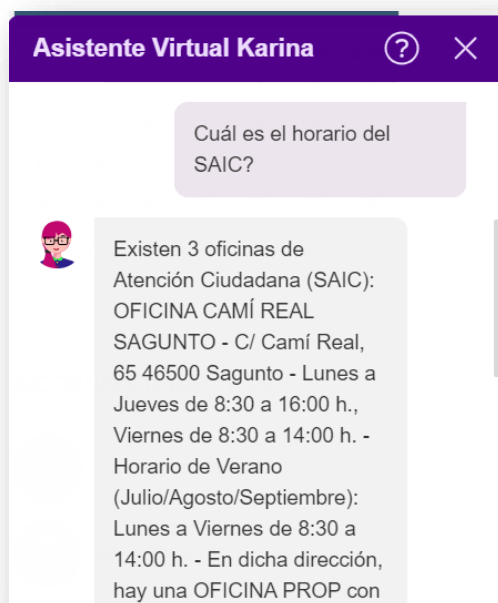 Asistente Virtual Karina
Cuál es el horario del
SAIC?
Existen 3 oficinas de
Atención Ciudadana (SAIC):
OFICINA CAMÍ REAL
SAGUNTO - C/ Camí Real,
65 46500 Sagunto - Lunes a
Jueves de 8:30 a 16:00 h.,
Viernes de 8:30 a 14:00 h. -
Horario de Verano
(Julio/Agosto/Septiembre):
Lunes a Viernes de 8:30 a
14:00 h. - En dicha dirección,
hay una OFICINA PROP con